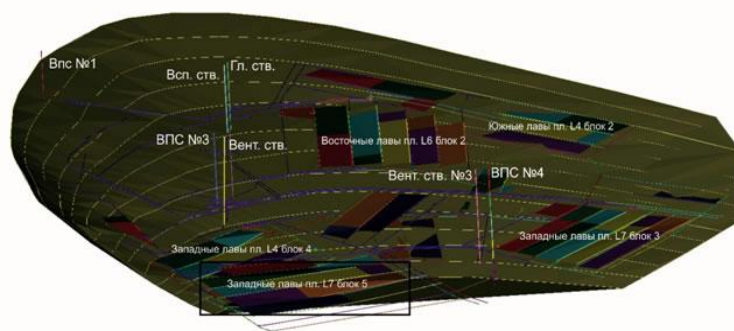 Впс №1
Гл. ств.
Всп. ств.
ВПС №3
Вент. ств.
Восточные лавы пл. L6 блок 2
Южные лавы пл. L4 блок 2
Вент. ств. №3
ВПС №4
Западные лавы пл. L4 блок 4
Западные лавы пл. L7 блок 3
Западные лавы пл. L7 блок 5